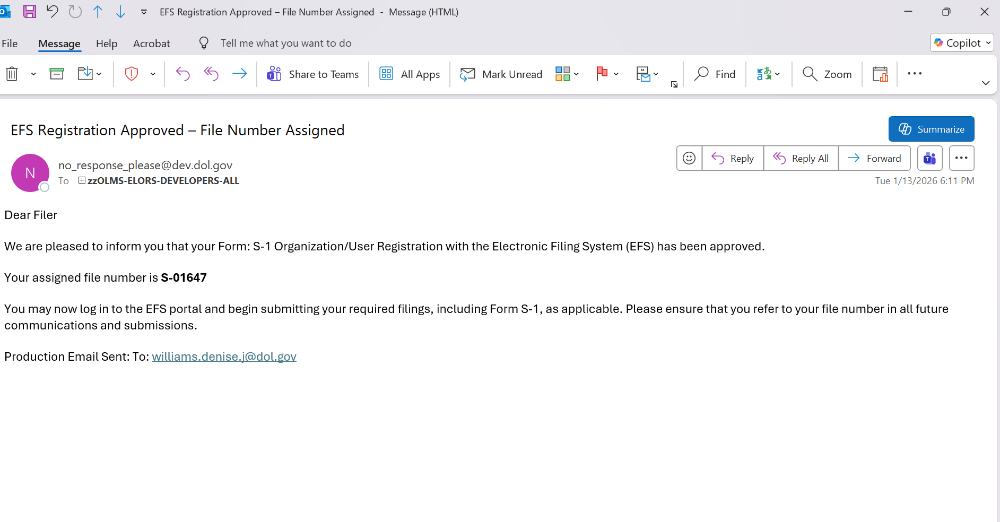 EFS Registration Approved – File Number Assigned - Message (HTML)
File Message Help Acrobat Tell me what you want to do Copilot
Share to Teams All Apps Mark Unread Find Zoom
EFS Registration Approved – File Number Assigned
Summarize
N
no_response_please@dev.dol.gov
To zzOLMS-ELORS-DEVELOPERS-ALL
Reply Reply All Forward
Tue 1/13/2026 6:11 PM
Dear Filer
We are pleased to inform you that your Form: S-1 Organization/User Registration with the Electronic Filing System (EFS) has been approved.
Your assigned file number is S-01647
You may now log in to the EFS portal and begin submitting your required filings, including Form S-1, as applicable. Please ensure that you refer to your file number in all future
communications and submissions.
Production Email Sent: To: williams.denise.j@dol.gov